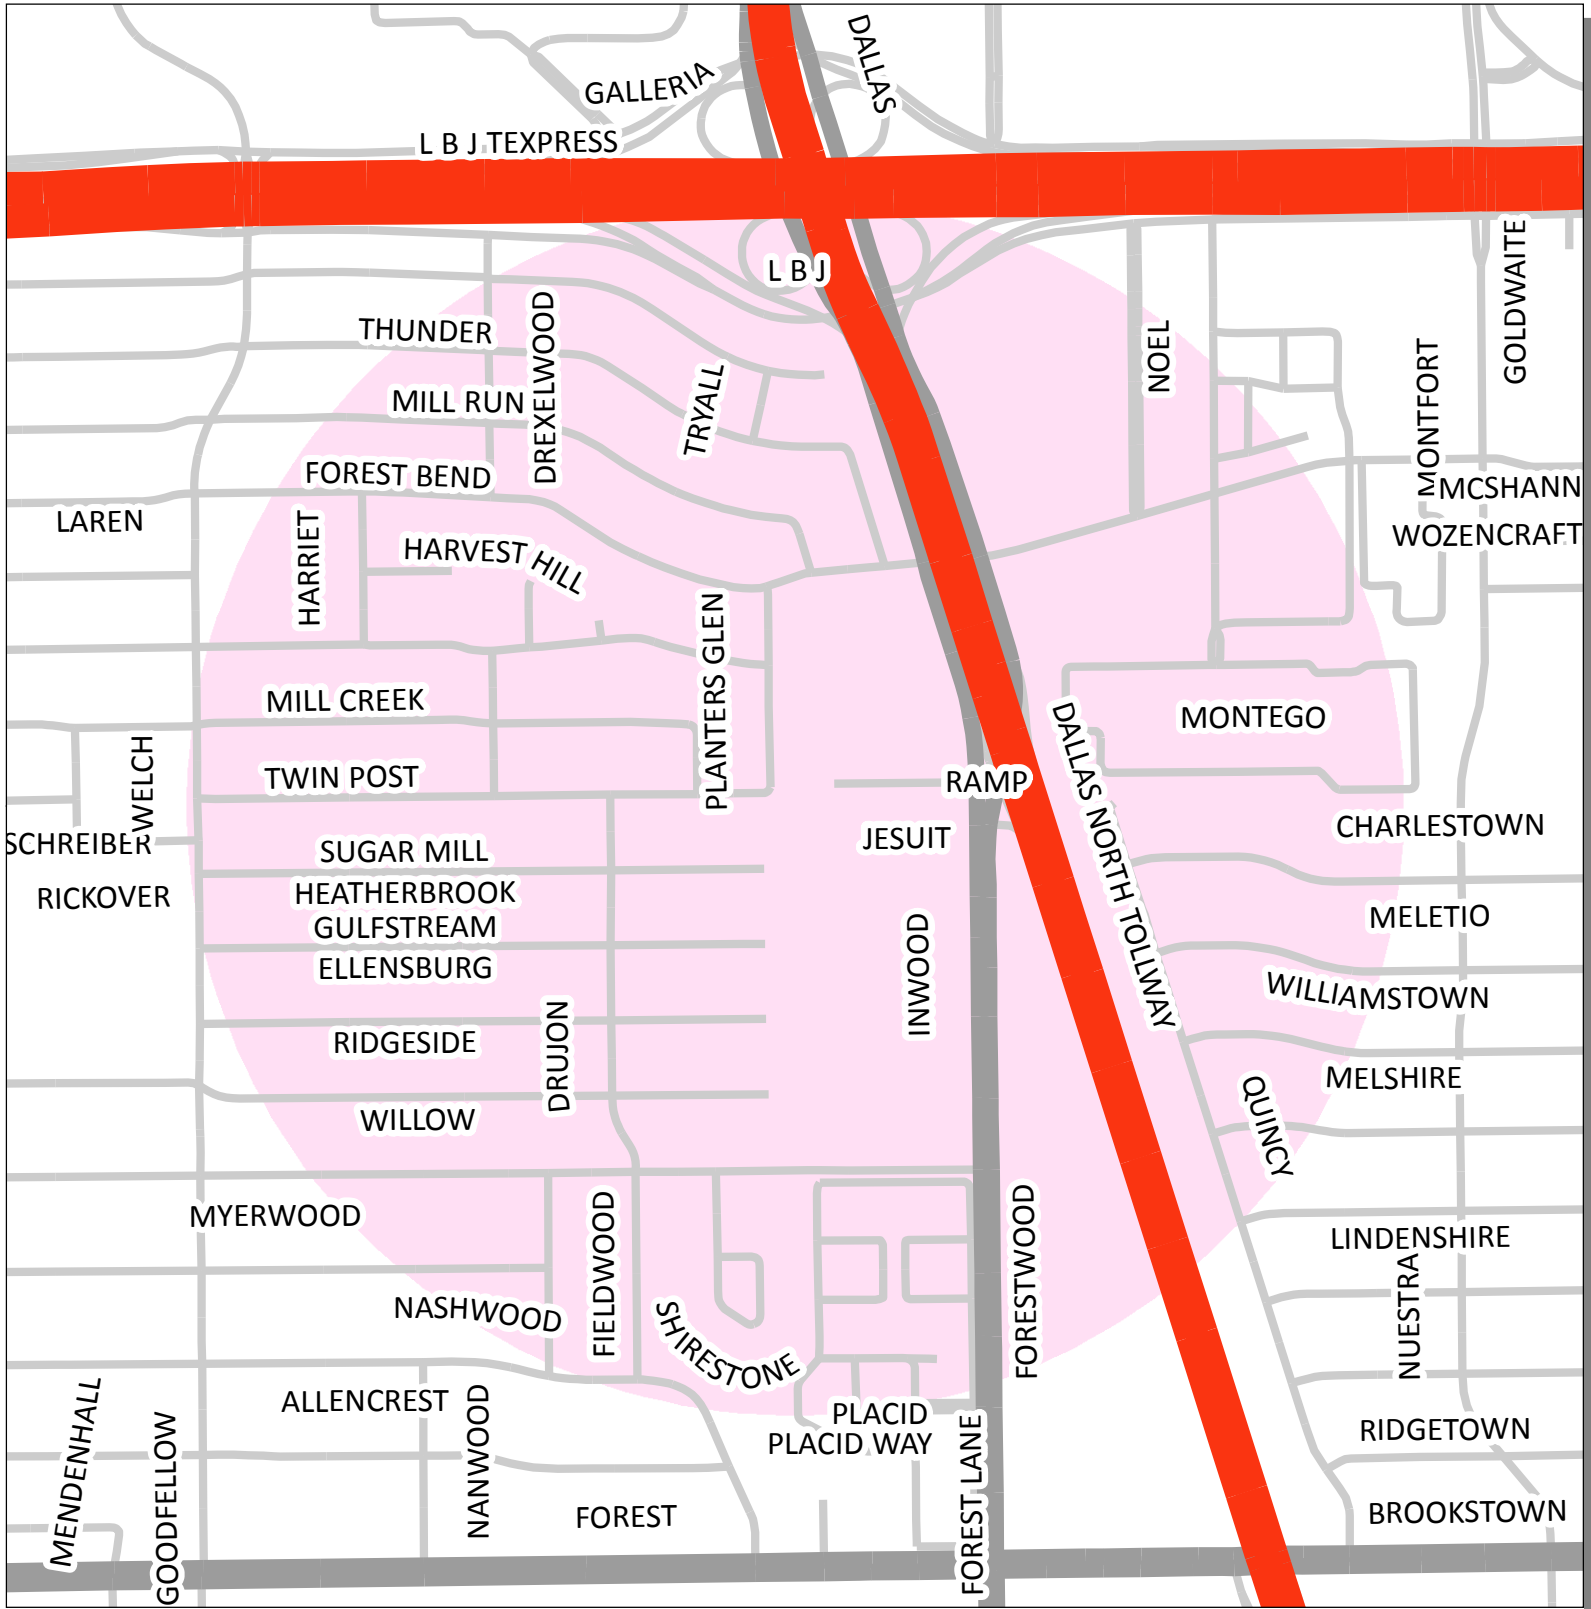 DALLAS
GALLERIA
L B J TEXPRESS
L B J
GOLDWAITE
THUNDER
DREXELWOOD
NOEL
MONTFORT
TRYALL
MILL RUN
FOREST BEND
MCSHANN
LAREN
HARRIET
WOZENCRAFT
HARVEST HILL
PLANTERS GLEN
MILL CREEK
MONTEGO
DALLAS NORTH TOLLWAY
WELCH
TWIN POST
RAMP
CHARLESTOWN
JESUIT
SCHREIBER
SUGAR MILL
RICKOVER
HEATHERBROOK
MELETIO
GULFSTREAM
INWOOD
ELLENSBURG
WILLIAMSTOWN
DRUJON
RIDGESIDE
MELSHIRE
QUINCY
WILLOW
MYERWOOD
FIELDWOOD
FORESTWOOD
LINDENSHIRE
NUESTRA
NASHWOOD
SHIRESTONE
MENDENHALL
ALLENCREST
NANWOOD
PLACID
PLACID WAY
RIDGETOWN
GOODFELLOW
FOREST LANE
FOREST
BROOKSTOWN